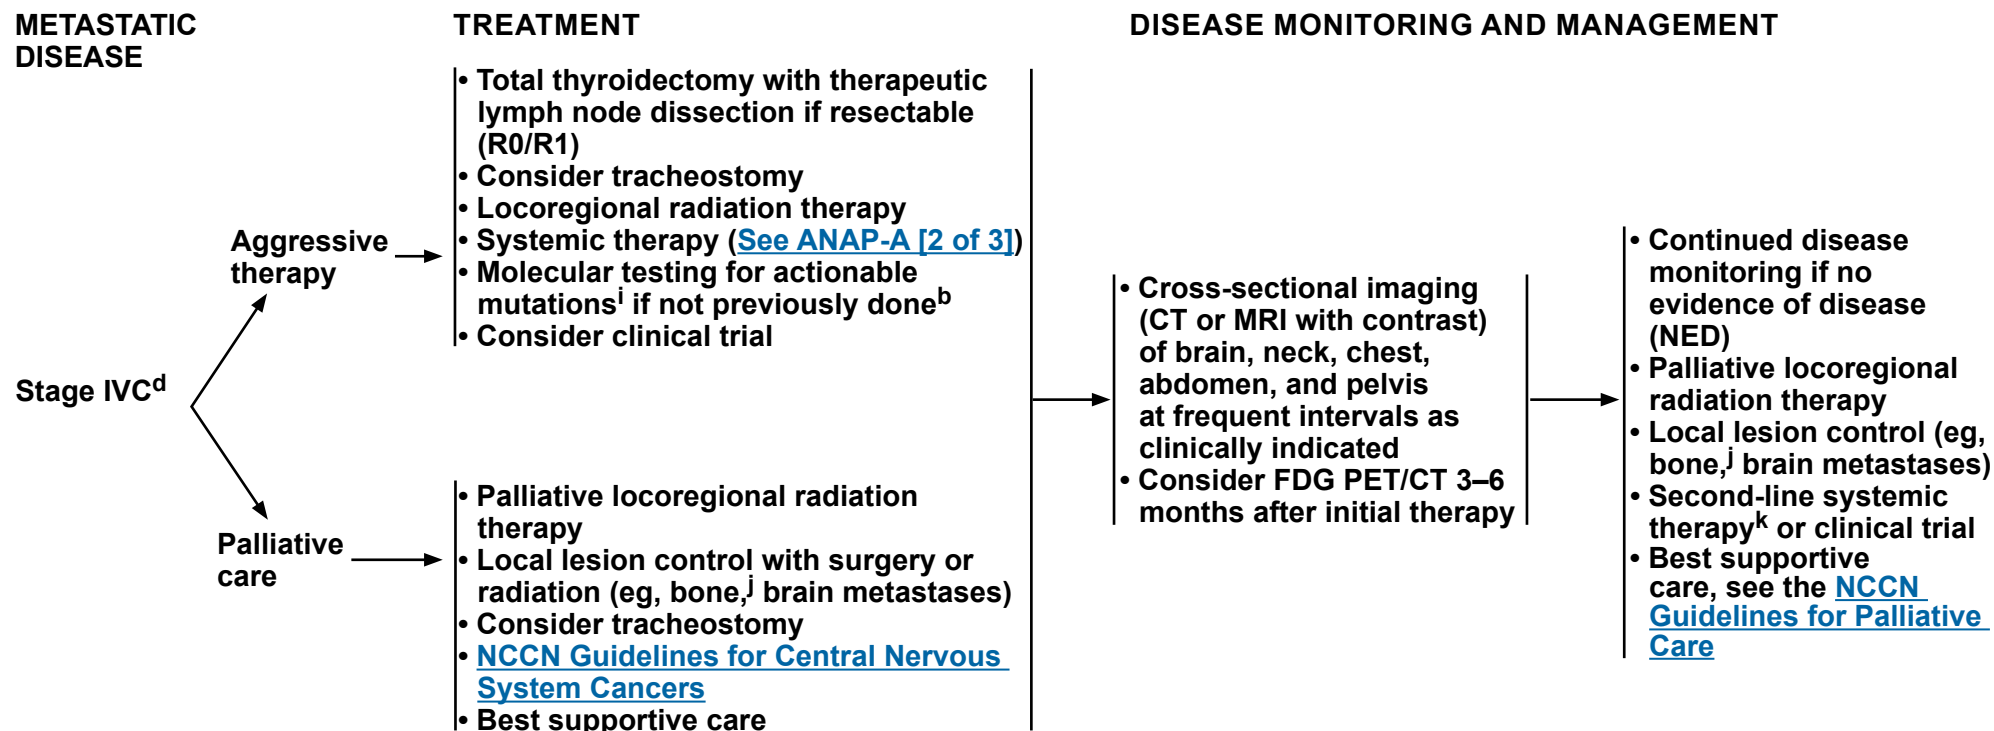 METASTATIC
DISEASE
TREATMENT
DISEASE MONITORING AND MANAGEMENT
Stage IVCd
Aggressive
therapy
• Total thyroidectomy with therapeutic
lymph node dissection if resectable
(R0/R1)
• Consider tracheostomy
• Locoregional radiation therapy
• Systemic therapy (See ANAP-A [2 of 3])
• Molecular testing for actionable
mutationsi if not previously doneb
• Consider clinical trial
Palliative
care
• Palliative locoregional radiation
therapy
• Local lesion control with surgery or
radiation (eg, bone,j brain metastases)
• Consider tracheostomy
• NCCN Guidelines for Central Nervous
System Cancers
• Best supportive care
• Cross-sectional imaging
(CT or MRI with contrast)
of brain, neck, chest,
abdomen, and pelvis
at frequent intervals as
clinically indicated
• Consider FDG PET/CT 3–6
months after initial therapy
• Continued disease
monitoring if no
evidence of disease
(NED)
• Palliative locoregional
radiation therapy
• Local lesion control (eg,
bone,j brain metastases)
• Second-line systemic
therapyk or clinical trial
• Best supportive
care, see the NCCN
Guidelines for Palliative
Care